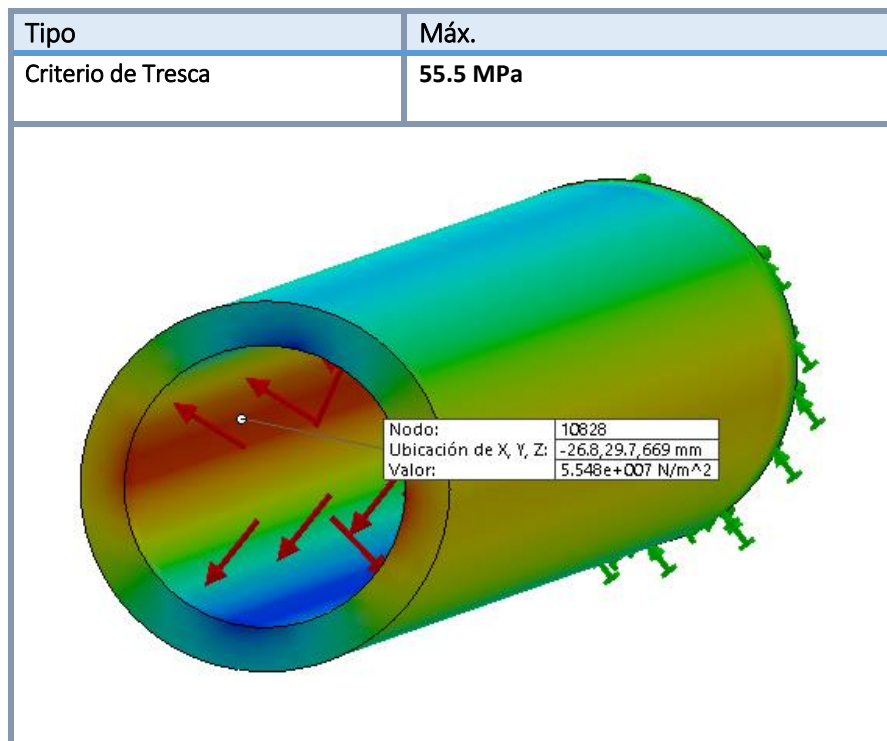 Tipo Máx.
Criterio de Tresca 55.5 MPa
Nodo: 10828
Ubicación de X, Y, Z: -26.8,29.7,669 mm
Valor: 5.548e+007 N/m^2